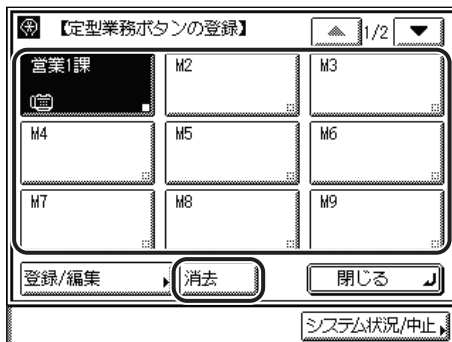 【定型業務ボタンの登録】
1/2
営業1課
M2
M3
M4
M5
M6
M7
M8
M9
登録/編集
消去
閉じる
システム状況/中止